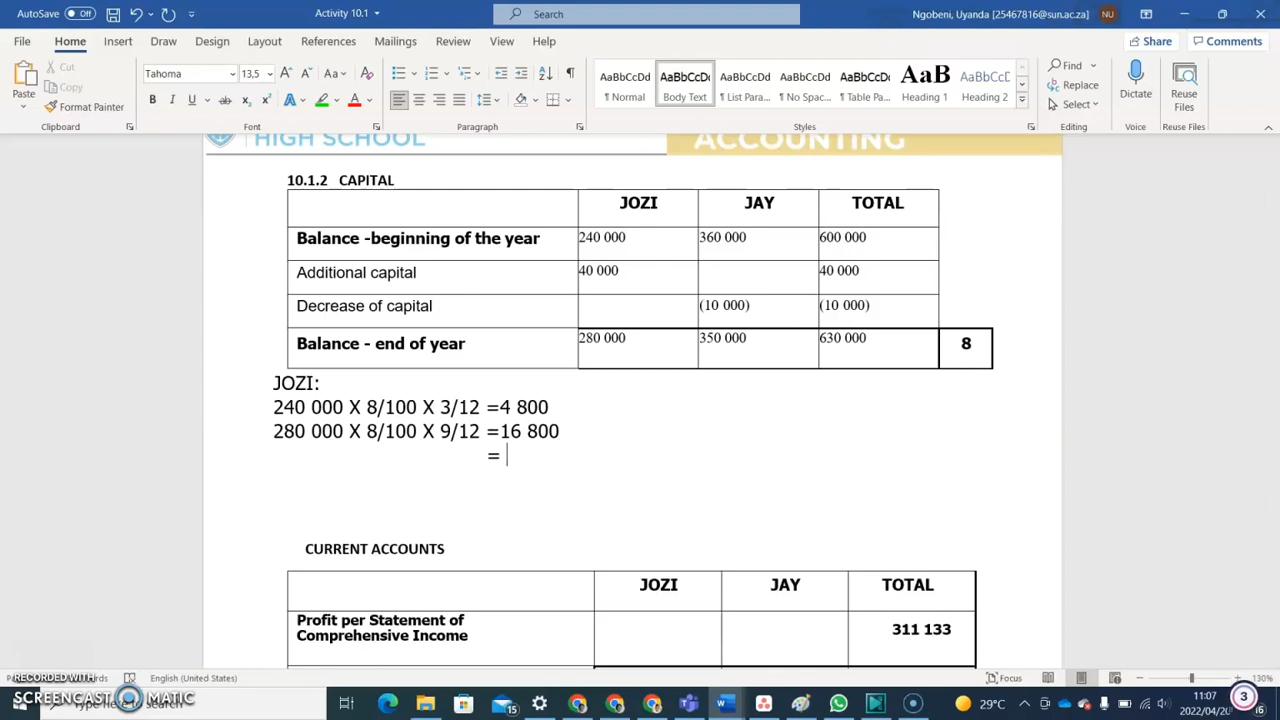 AutoSave Off Search Ngobeni, Uyanda (25467816@sun.ac.za) NU
File Home Insert Draw Design Layout References Mailings Review View Help Share Comments
Paste Cut Copy Format Painter Clipboard
Tahoma 13,5 Font
Paragraph
AaBbCcDd AaBbCcDc AaBbCcDd AaBbCcDd AaBbCcDd AaB AaBbCcDd
¶ Normal Body Text ¶ List Para... ¶ No Spac... ¶ Table Pa... Heading 1 Heading 2
Styles
Find Replace Select Editing
Dictate Voice
Reuse Files Reuse Files
HIGH SCHOOL ACCOUNTING
10.1.2 CAPITAL
JOZI JAY TOTAL
Balance -beginning of the year 240 000 360 000 600 000
Additional capital 40 000 40 000
Decrease of capital (10 000) (10 000)
Balance - end of year 280 000 350 000 630 000 8
JOZI:
240 000 X 8/100 X 3/12 =4 800
280 000 X 8/100 X 9/12 =16 800
=
CURRENT ACCOUNTS
JOZI JAY TOTAL
Profit per Statement of
Comprehensive Income 311 133
English (United States) Focus 130%
RECORDED WITH
SCREENCAST MATIC
here to search
15 29°C 11:07
2022/04/20 3